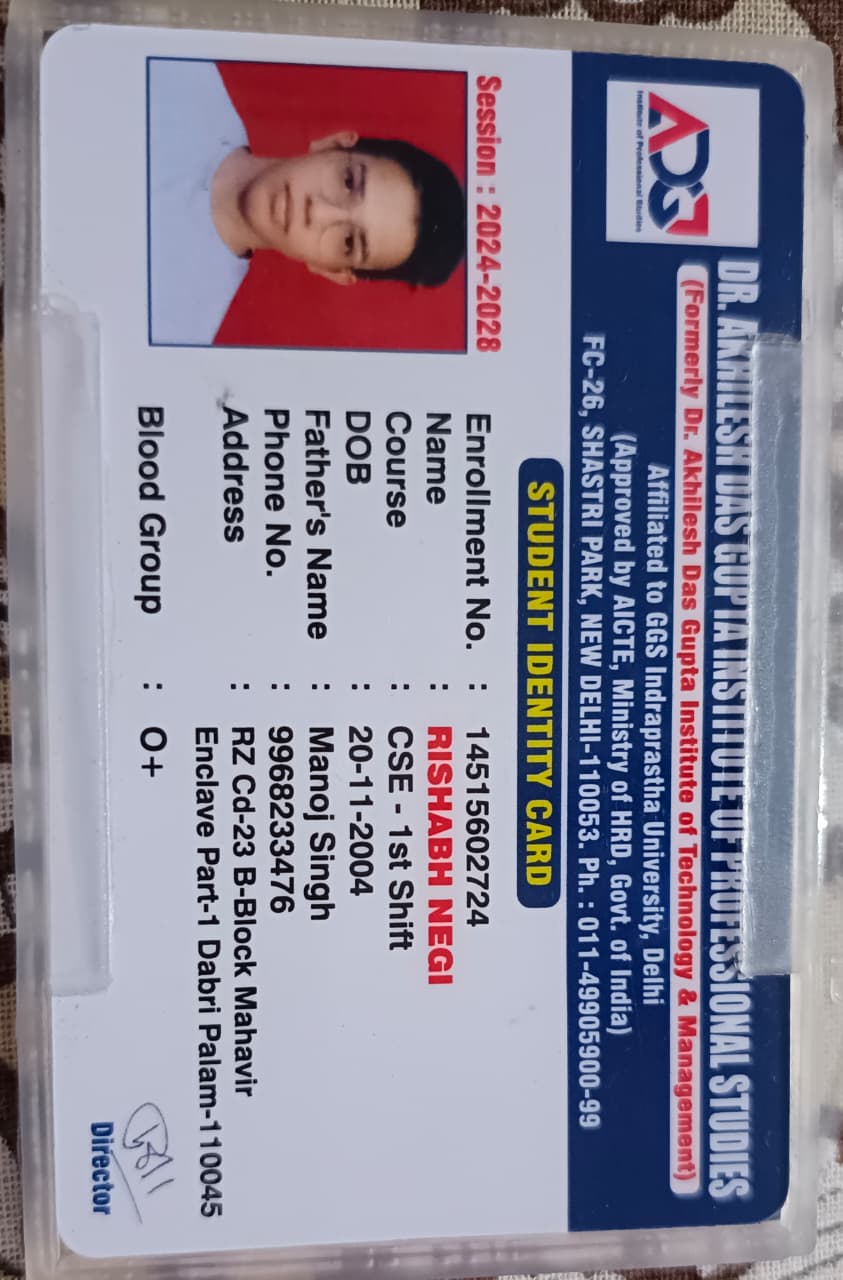 ADG
Institute of Professional Studies
DR. AKHILESH DAS GUPTA INSTITUTE OF PROFESSIONAL STUDIES
(Formerly Dr. Akhilesh Das Gupta Institute of Technology & Management)
Affiliated to GGS Indraprastha University, Delhi
(Approved by AICTE, Ministry of HRD, Govt. of India)
FC-26, SHASTRI PARK, NEW DELHI-110053. Ph. : 011-49905900-99
STUDENT IDENTITY CARD
Session : 2024-2028
Enrollment No. : 14515602724
Name : RISHABH NEGI
Course : CSE - 1st Shift
DOB : 20-11-2004
Father's Name : Manoj Singh
Phone No. : 9968233476
Address : RZ Cd-23 B-Block Mahavir
Enclave Part-1 Dabri Palam-110045
Blood Group : O+
Director